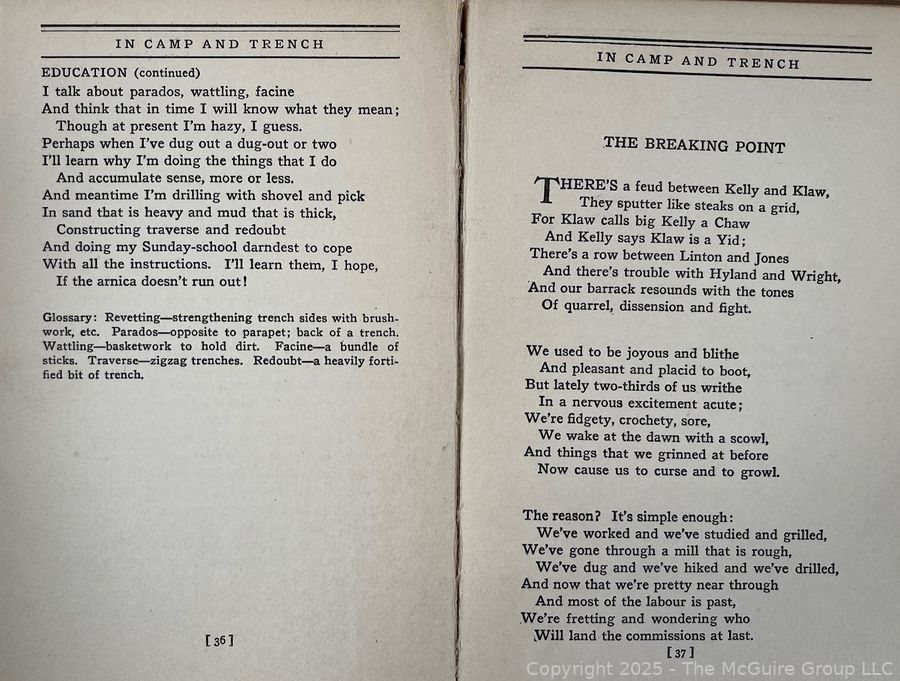 IN CAMP AND TRENCH
EDUCATION (continued)
I talk about parados, wattling, facine
And think that in time I will know what they mean;
Though at present I'm hazy, I guess.
Perhaps when I've dug out a dug-out or two
I'll learn why I'm doing the things that I do
And accumulate sense, more or less.
And meantime I'm drilling with shovel and pick
In sand that is heavy and mud that is thick,
Constructing traverse and redoubt
And doing my Sunday-school darndest to cope
With all the instructions. I'll learn them, I hope,
If the arnica doesn't run out!
Glossary: Revetting—strengthening trench sides with brush-
work, etc. Parados—opposite to parapet; back of a trench.
Wattling—basketwork to hold dirt. Facine—a bundle of
sticks. Traverse—zigzag trenches. Redoubt—a heavily forti-
fied bit of trench.
[36]
IN CAMP AND TRENCH
THE BREAKING POINT
THERE'S a feud between Kelly and Klaw,
They sputter like steaks on a grid,
For Klaw calls big Kelly a Chaw
And Kelly says Klaw is a Yid;
There's a row between Linton and Jones
And there's trouble with Hyland and Wright,
And our barrack resounds with the tones
Of quarrel, dissension and fight.
We used to be joyous and blithe
And pleasant and placid to boot,
But lately two-thirds of us writhe
In a nervous excitement acute;
We're fidgety, crochety, sore,
We wake at the dawn with a scowl,
And things that we grinned at before
Now cause us to curse and to growl.
The reason? It's simple enough:
We've worked and we've studied and grilled,
We've gone through a mill that is rough,
We've dug and we've hiked and we've drilled,
And now that we're pretty near through
And most of the labour is past,
We're fretting and wondering who
Will land the commissions at last.
[37]
Copyright 2025 - The McGuire Group LLC